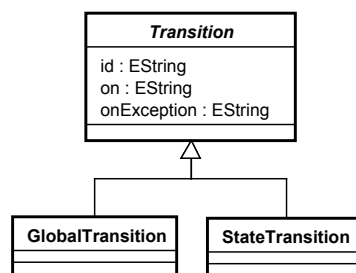 Transition
id : EString
on : EString
onException : EString
GlobalTransition
StateTransition